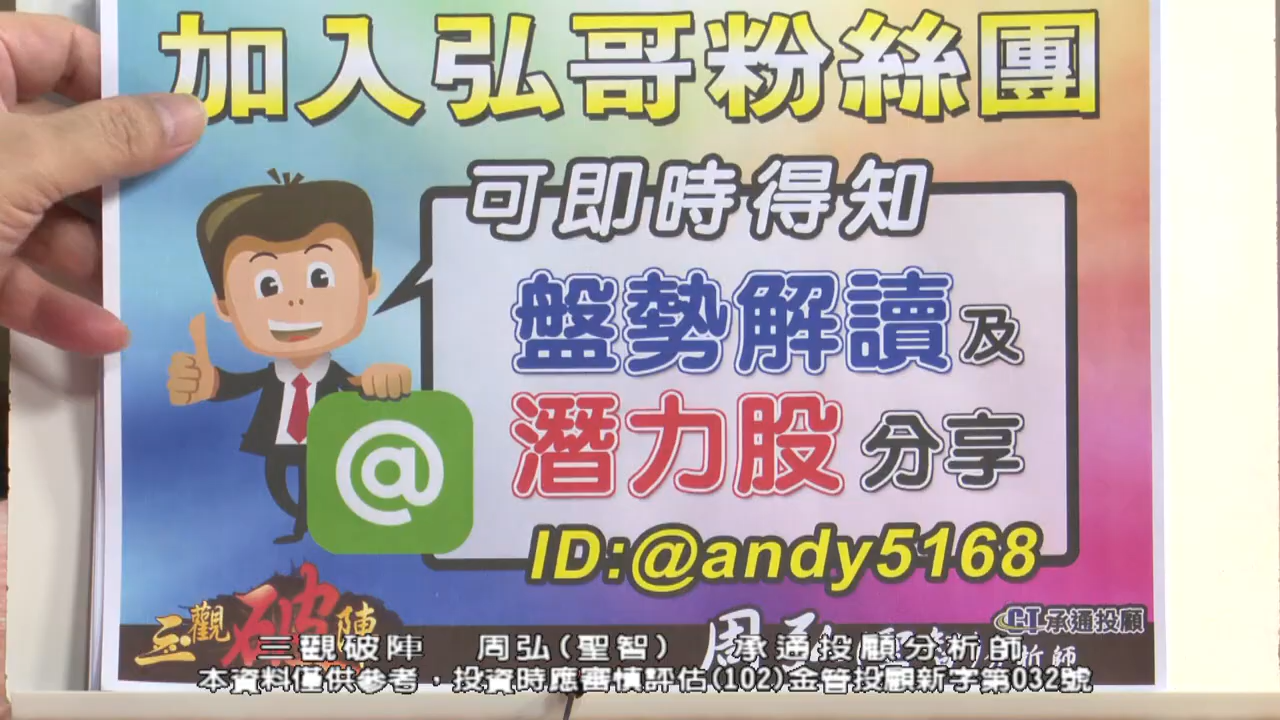 加入弘哥粉絲團
可即時得知
盤勢解讀及
潛力股分享
@
ID:@andy5168
CT承通投顧
三觀破陣
三觀破陣 周弘(聖智) 承通投顧分析師
本資料僅供參考，投資時應審慎評估(102)金管投顧新字第032號